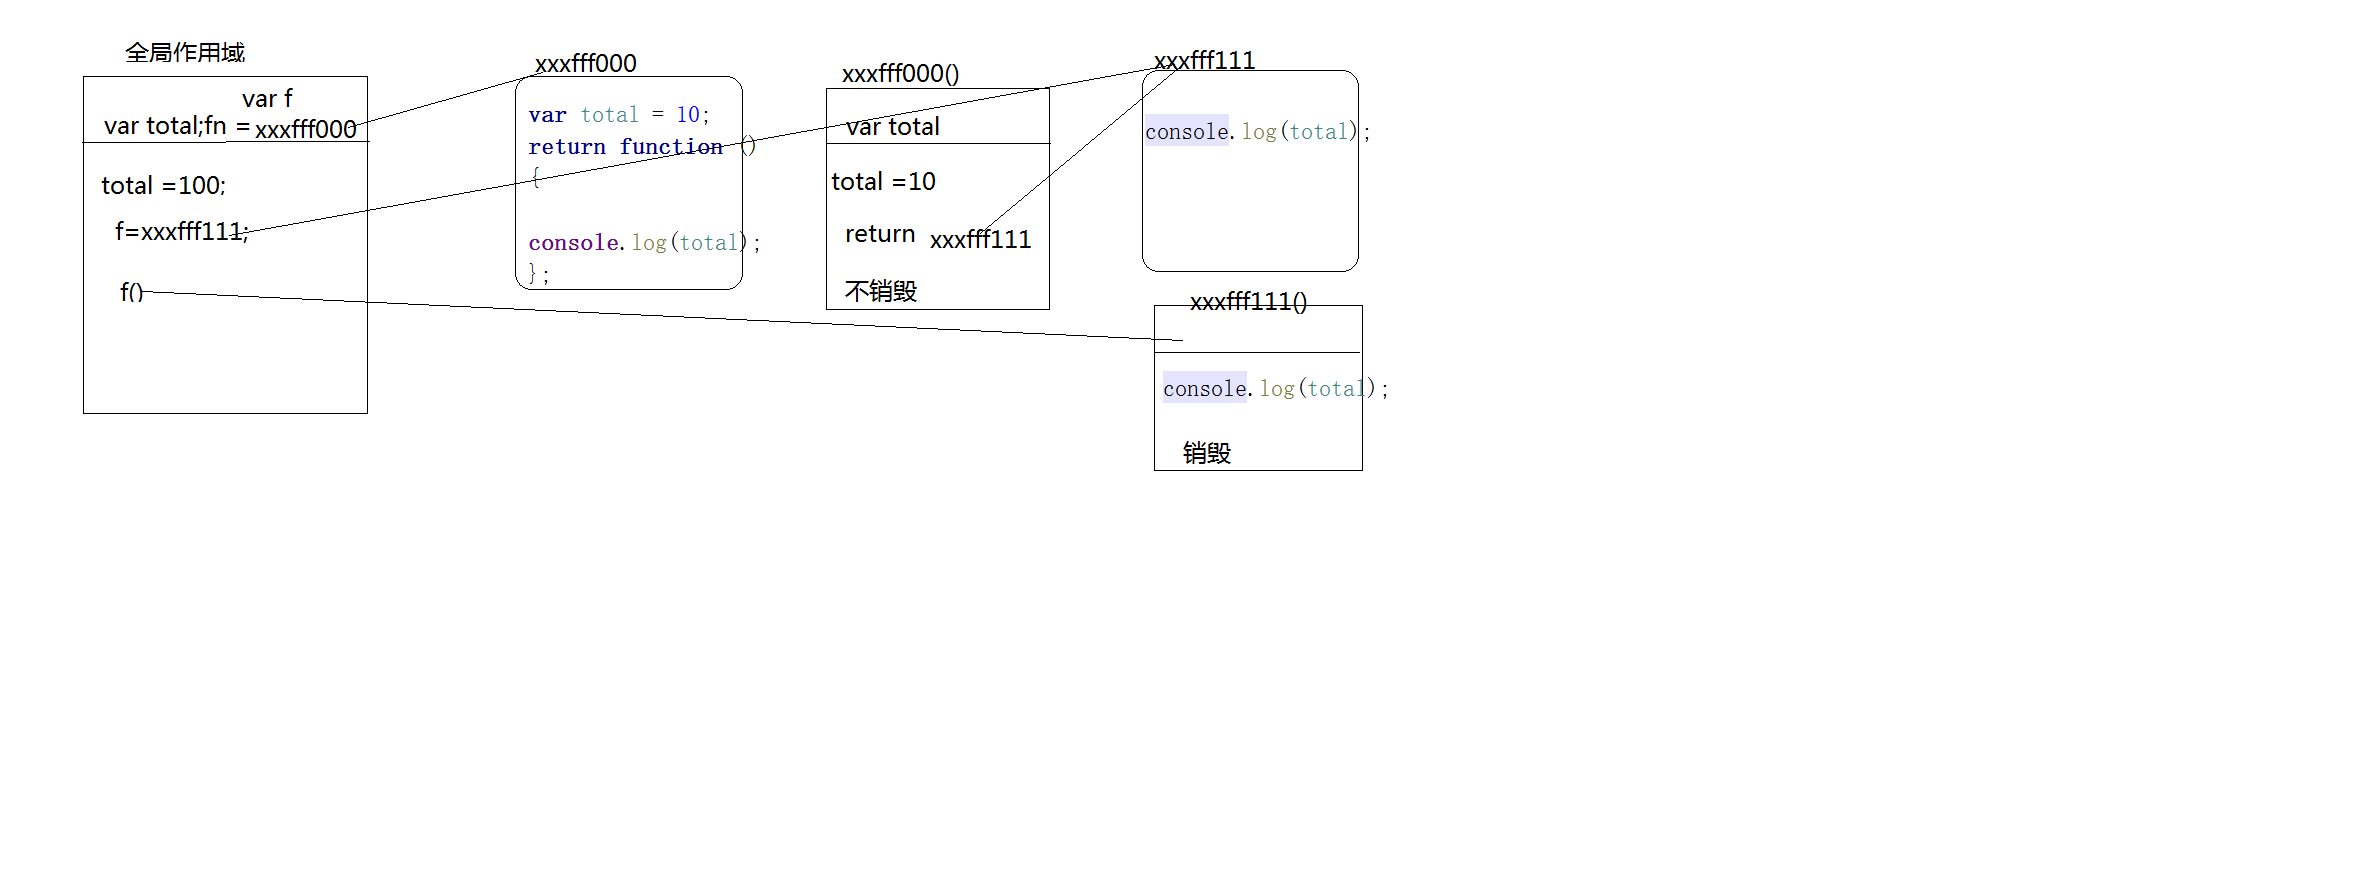 全局作用域
var f
var total;fn = xxxfff000
total =100;
f=xxxfff111;
f()
xxxfff000
var total = 10;
return function ()
{
console.log(total);
};
xxxfff000()
var total
total =10
return xxxfff111
不销毁
xxxfff111
console.log(total);
xxxfff111()
console.log(total);
销毁